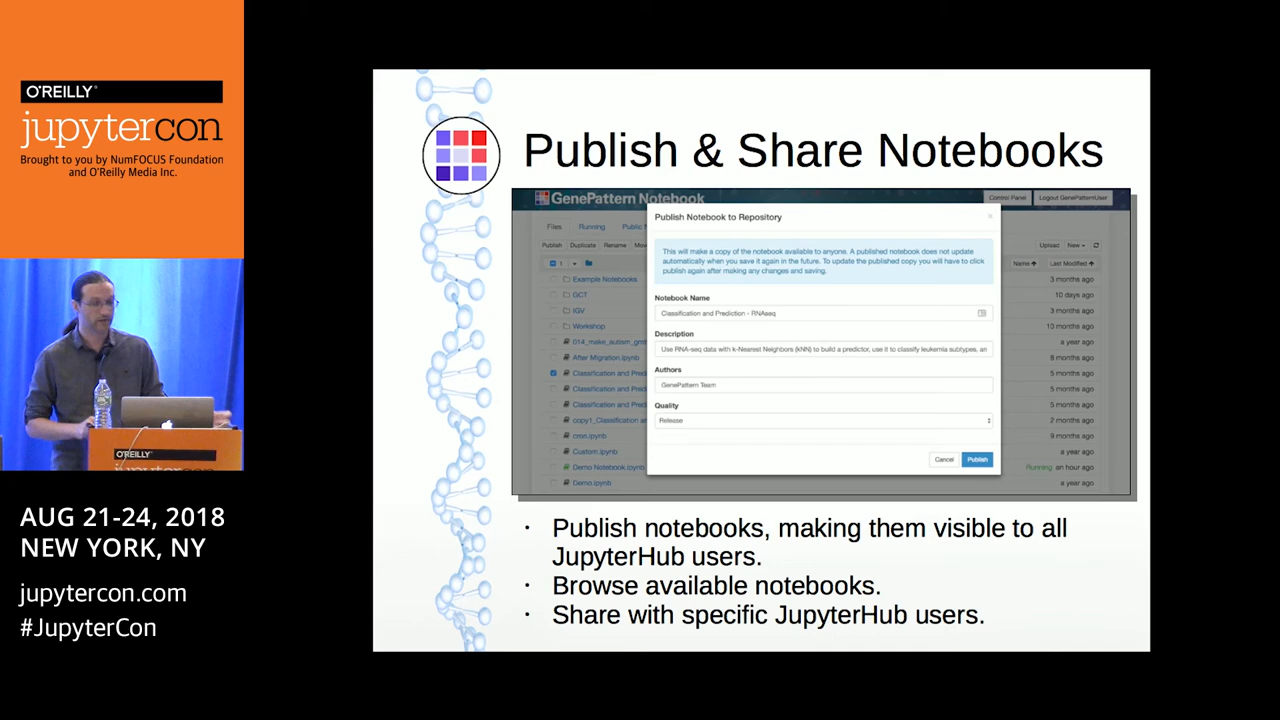 O'REILLY®
jupytercon
Brought to you by NumFOCUS Foundation
and O'Reilly Media Inc.
O'REILLY®
jupytercon
AUG 21-24, 2018
NEW YORK, NY
jupytercon.com
#JupyterCon
Publish & Share Notebooks
GenePattern Notebook
Control Panel
Logout GenePatternUser
Files
Running
Public
Publish
Duplicate
Rename
Upload
New
1
Name
Last Modified
Example Notebooks
3 months ago
GCT
10 days ago
IGV
3 months ago
Workshop
10 months ago
a year ago
After Migration.ipynb
8 months ago
Classification and
5 months ago
Classification and
5 months ago
Classification and
5 months ago
copy1_Classification
2 months ago
cron.ipynb
9 months ago
Custom.ipynb
a year ago
Demo Notebook.ipynb
Running an hour ago
Demo.ipynb
a year ago
Publish Notebook to Repository
×
This will make a copy of the notebook available to anyone. A published notebook does not update
automatically when you save it again in the future. To update the published copy you will have to click
publish again after making any changes and saving.
Notebook Name
Classification and Prediction - RNAseq
Description
Use RNA-seq data with k-Nearest Neighbors (kNN) to build a predictor, use it to classify leukemia subtypes, an
Authors
GenePattern Team
Quality
Release
Cancel
Publish
· Publish notebooks, making them visible to all
JupyterHub users.
· Browse available notebooks.
· Share with specific JupyterHub users.